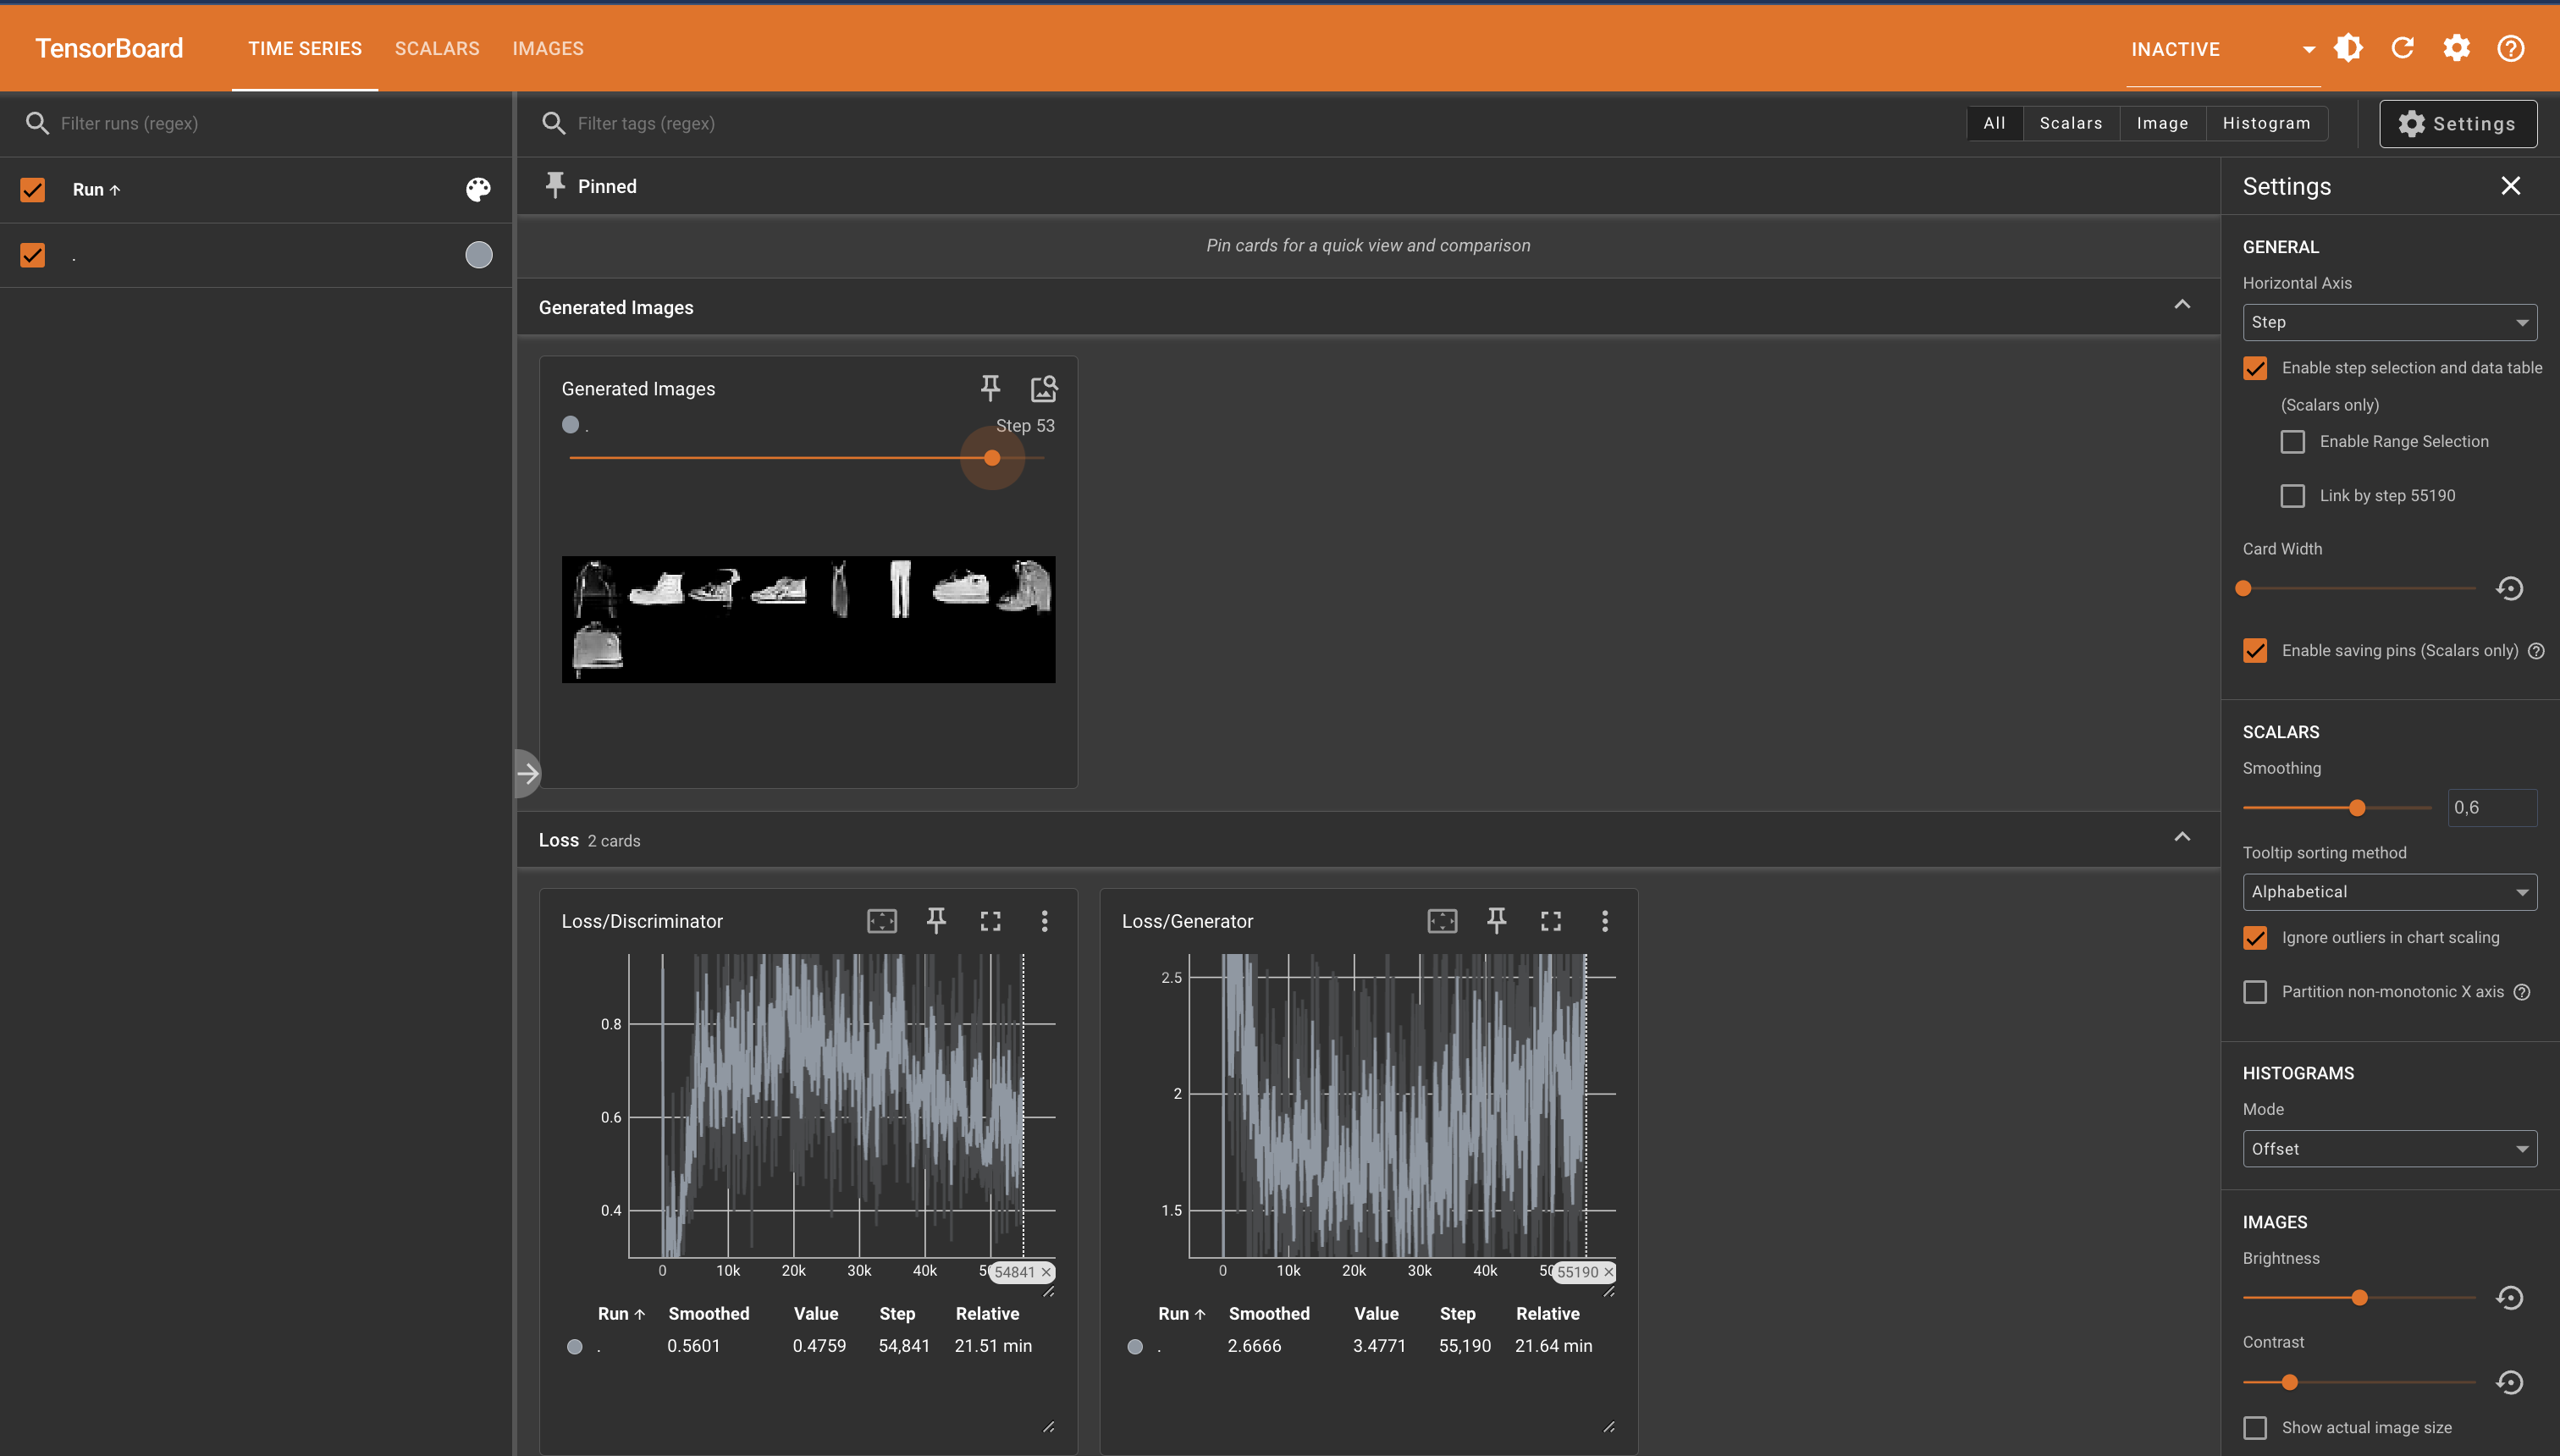 TensorBoard TIME SERIES SCALARS IMAGES INACTIVE
Filter runs (regex)
Run
.
Filter tags (regex)
All Scalars Image Histogram Settings
Pinned
Pin cards for a quick view and comparison
Generated Images
Generated Images
. Step 53
Loss 2 cards
Loss/Discriminator
0.8
0.6
0.4
0 10k 20k 30k 40k 54841
Run Smoothed Value Step Relative
. 0.5601 0.4759 54,841 21.51 min
Loss/Generator
2.5
2
1.5
0 10k 20k 30k 40k 55190
Run Smoothed Value Step Relative
. 2.6666 3.4771 55,190 21.64 min
Settings
GENERAL
Horizontal Axis
Step
Enable step selection and data table
(Scalars only)
Enable Range Selection
Link by step 55190
Card Width
Enable saving pins (Scalars only)
SCALARS
Smoothing
0,6
Tooltip sorting method
Alphabetical
Ignore outliers in chart scaling
Partition non-monotonic X axis
HISTOGRAMS
Mode
Offset
IMAGES
Brightness
Contrast
Show actual image size